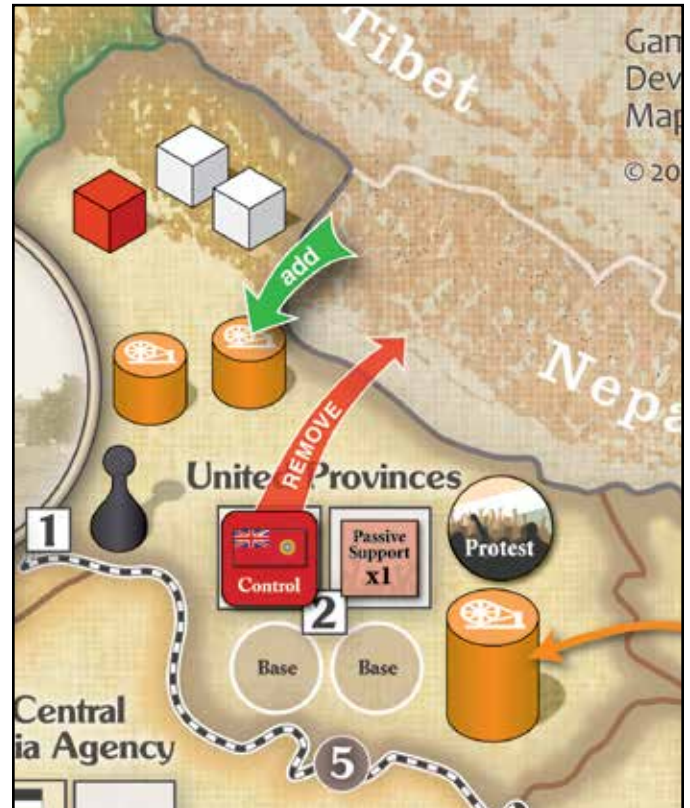 Tibet
Gam
Dev
Map
© 20
add
REMOVE
Nepa
United Provinces
Protest
1
Control
Passive
Support
x1
2
Base
Base
Central
ia Agency
5